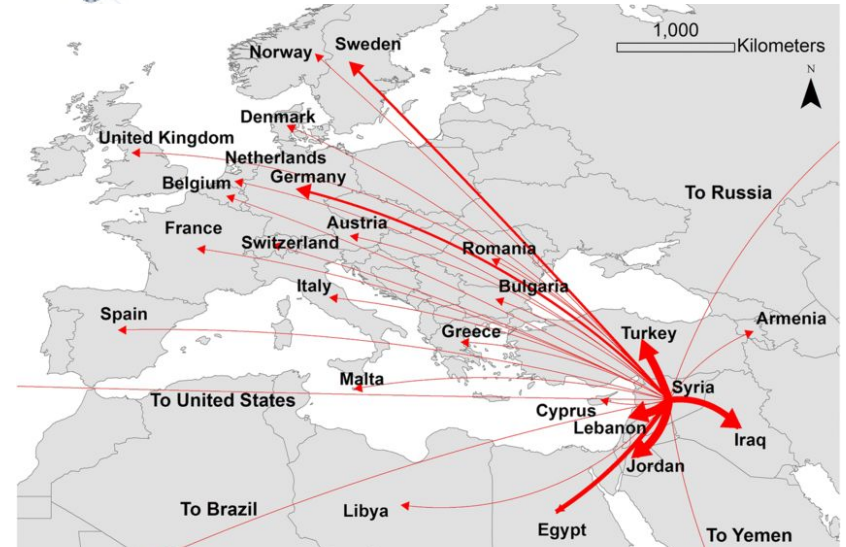 Norway
Sweden
1,000
Kilometers
N
Denmark
United Kingdom
Netherlands
Belgium
Germany
To Russia
France
Austria
Switzerland
Romania
Italy
Bulgaria
Spain
Greece
Turkey
Armenia
Malta
Syria
To United States
Cyprus
Lebanon
Iraq
Jordan
To Brazil
Libya
Egypt
To Yemen